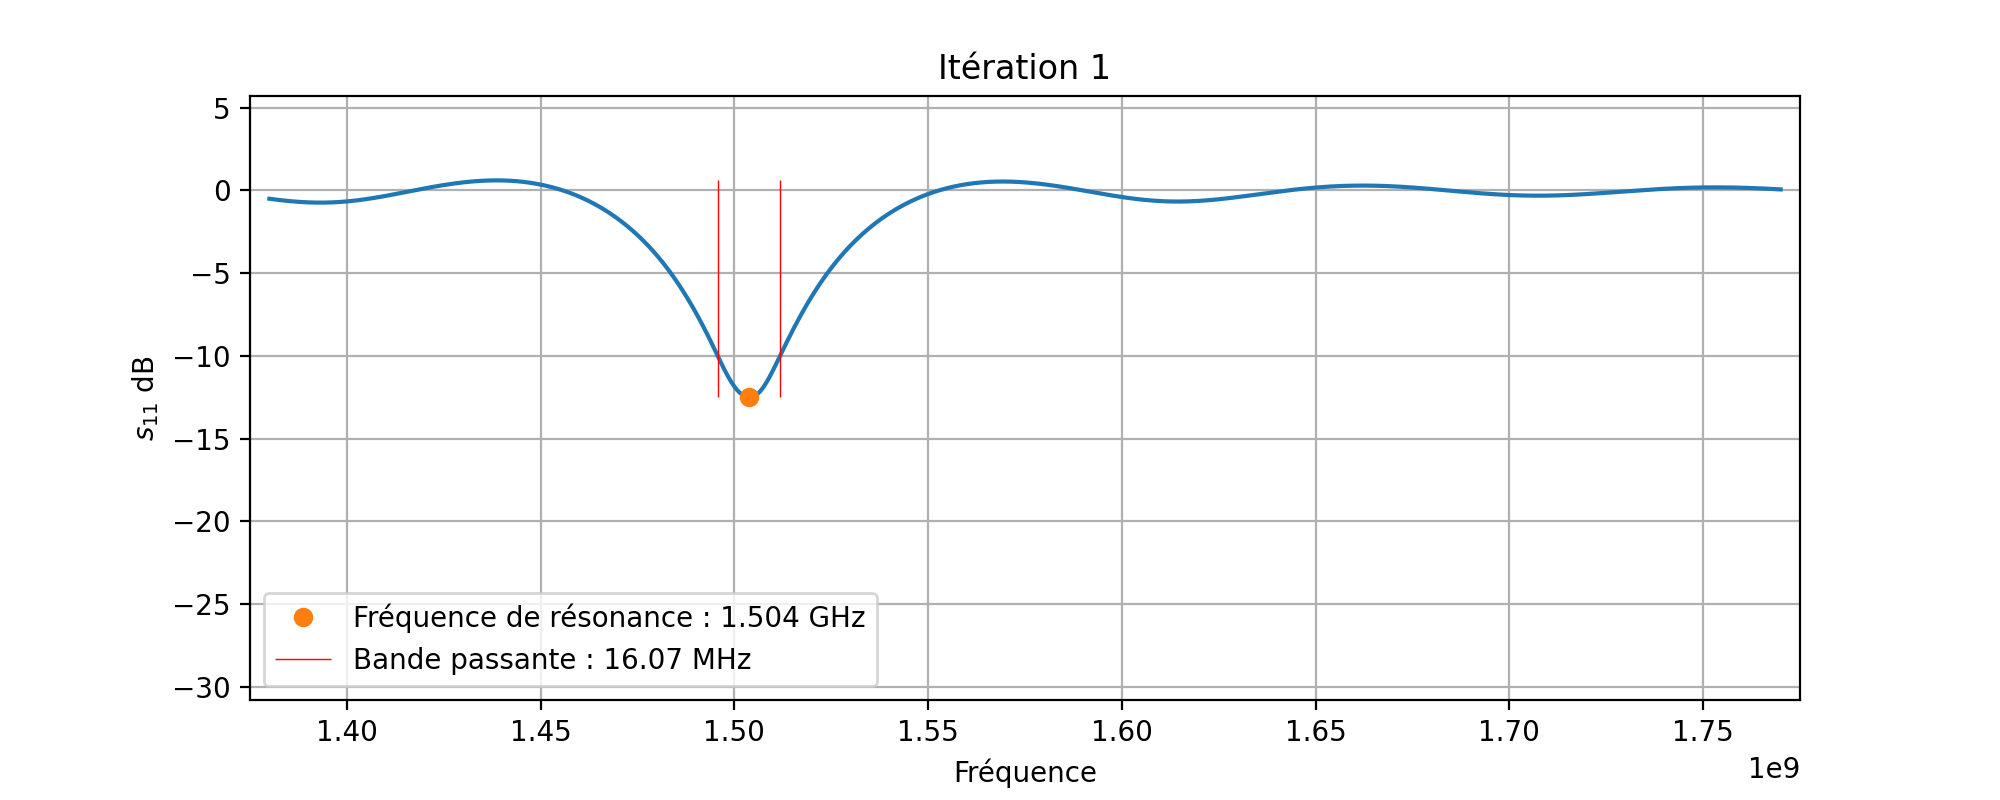 Itération 1
5
0
−5
−10
−15
−20
−25
−30
s11 dB
Fréquence de résonance : 1.504 GHz
Bande passante : 16.07 MHz
1.40 1.45 1.50 1.55 1.60 1.65 1.70 1.75
Fréquence
1e9